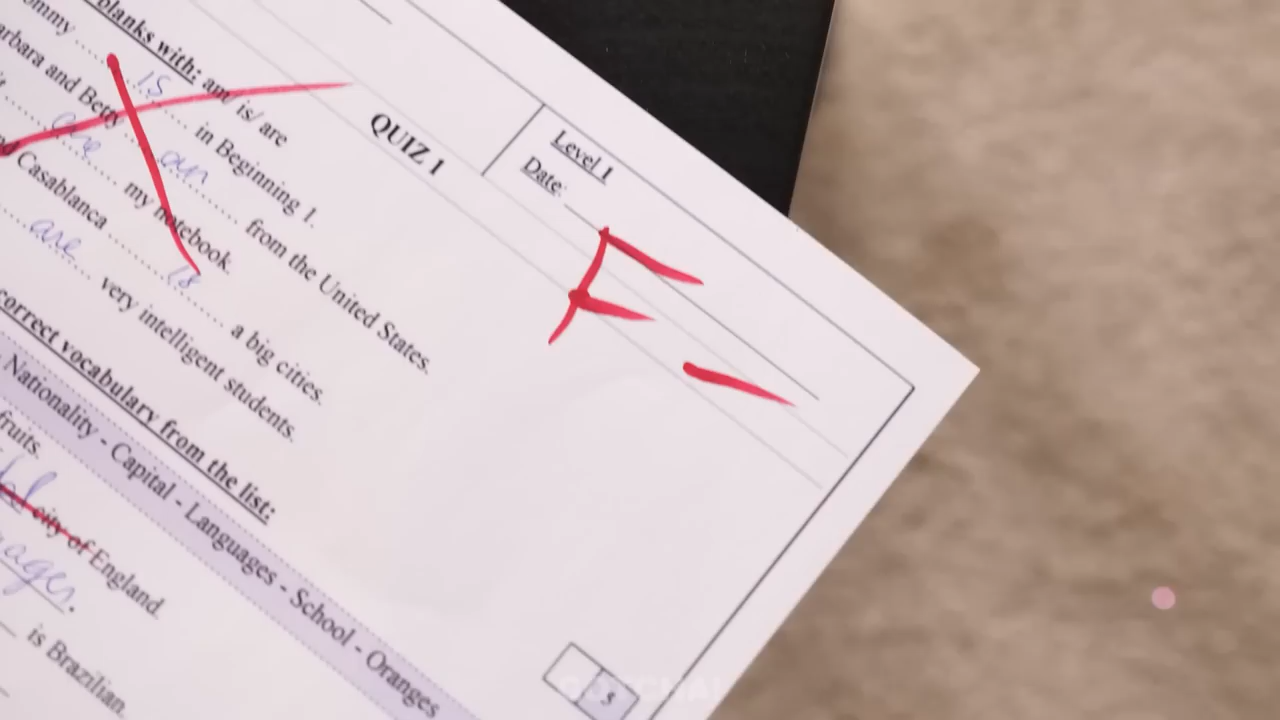 Level 1
Date:
QUIZ 1
F-
blanks with: am/ is/ are
ommy is in Beginning 1.
arbara and Betty an from the United States.
are my notebook.
Casablanca is a big cities.
are very intelligent students.
correct vocabulary from the list:
Nationality - Capital - Languages - School - Oranges
fruits.
city of England.
is Brazilian.
5